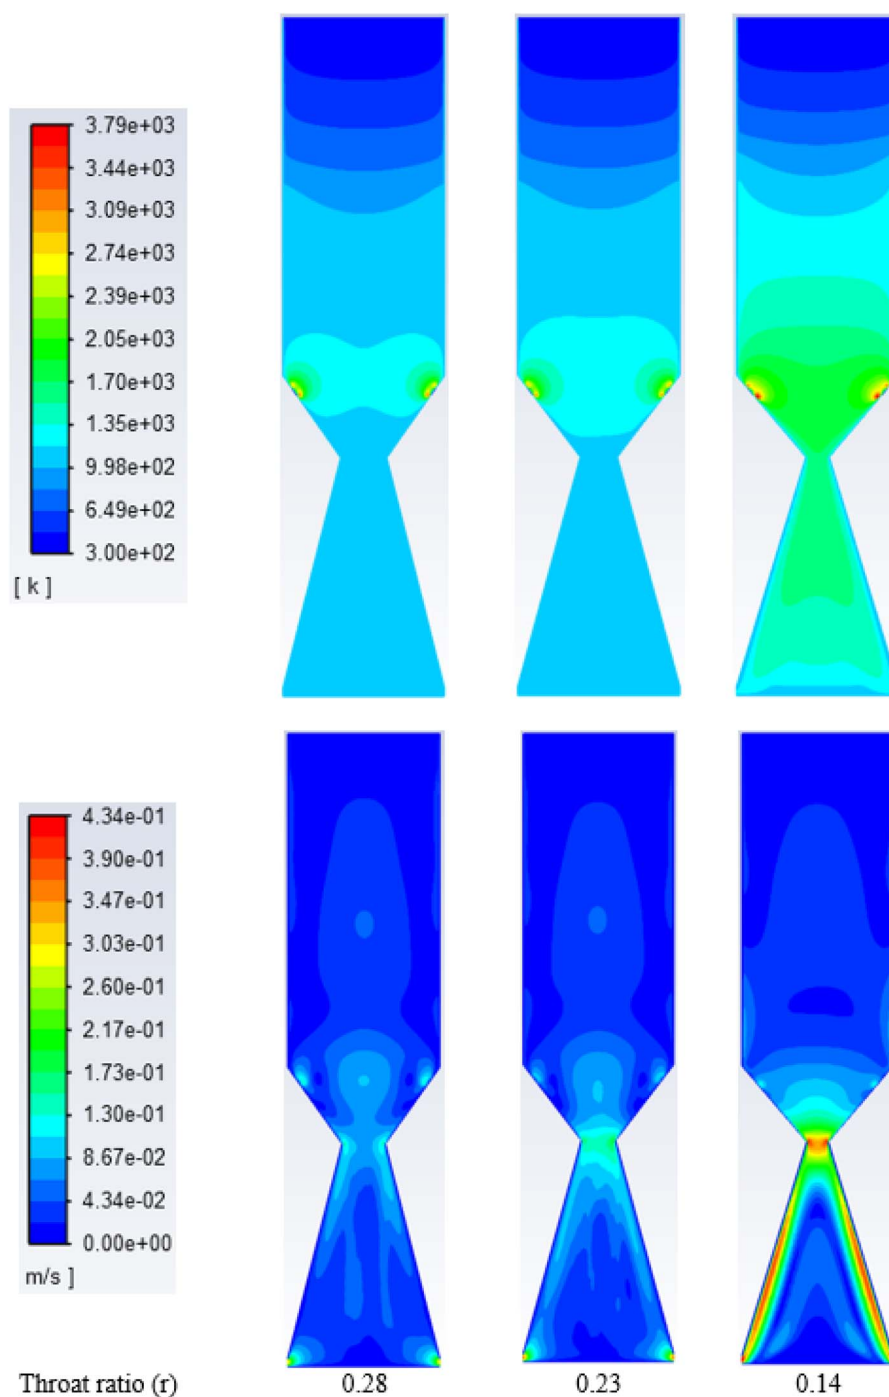 3.79e+03
3.44e+03
3.09e+03
2.74e+03
2.39e+03
2.05e+03
1.70e+03
1.35e+03
9.98e+02
6.49e+02
3.00e+02
[ k ]
4.34e-01
3.90e-01
3.47e-01
3.03e-01
2.60e-01
2.17e-01
1.73e-01
1.30e-01
8.67e-02
4.34e-02
0.00e+00
m/s ]
Throat ratio (r) 0.28 0.23 0.14